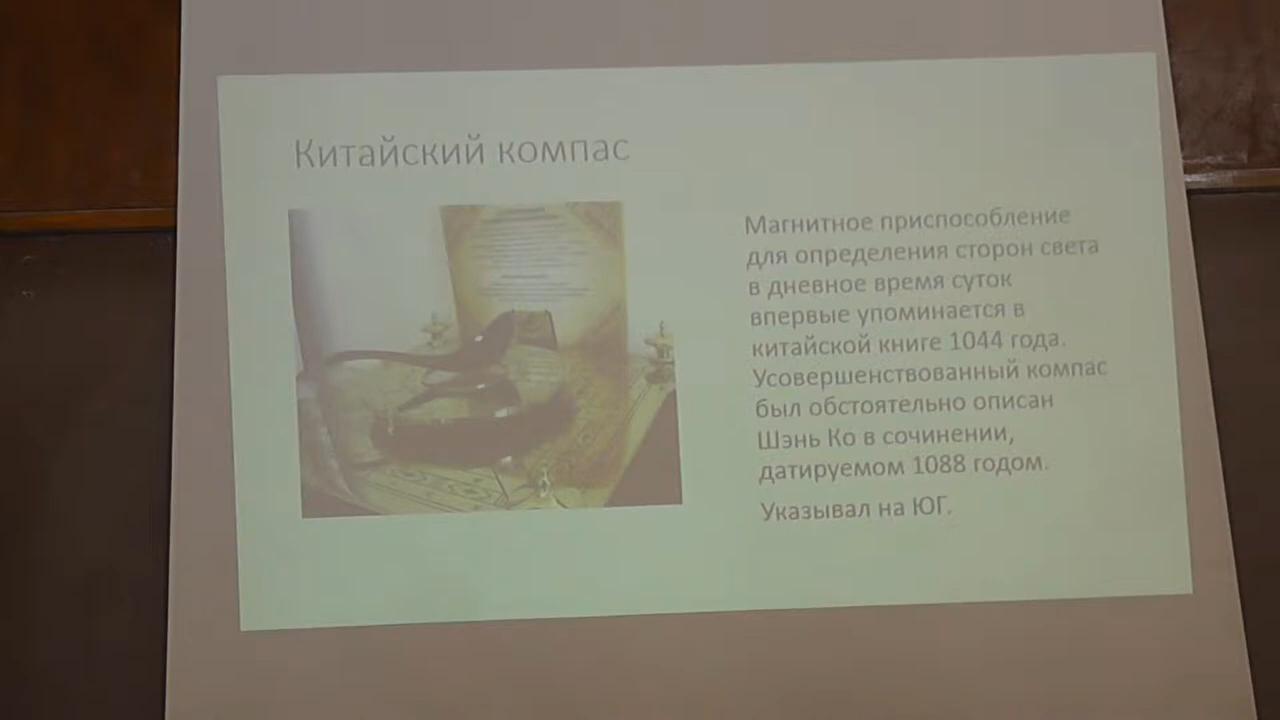 Китайский компас
Магнитное приспособление
для определения сторон света
в дневное время суток
впервые упоминается в
китайской книге 1044 года.
Усовершенствованный компас
был обстоятельно описан
Шэнь Ко в сочинении,
датируемом 1088 годом.
Указывал на ЮГ.